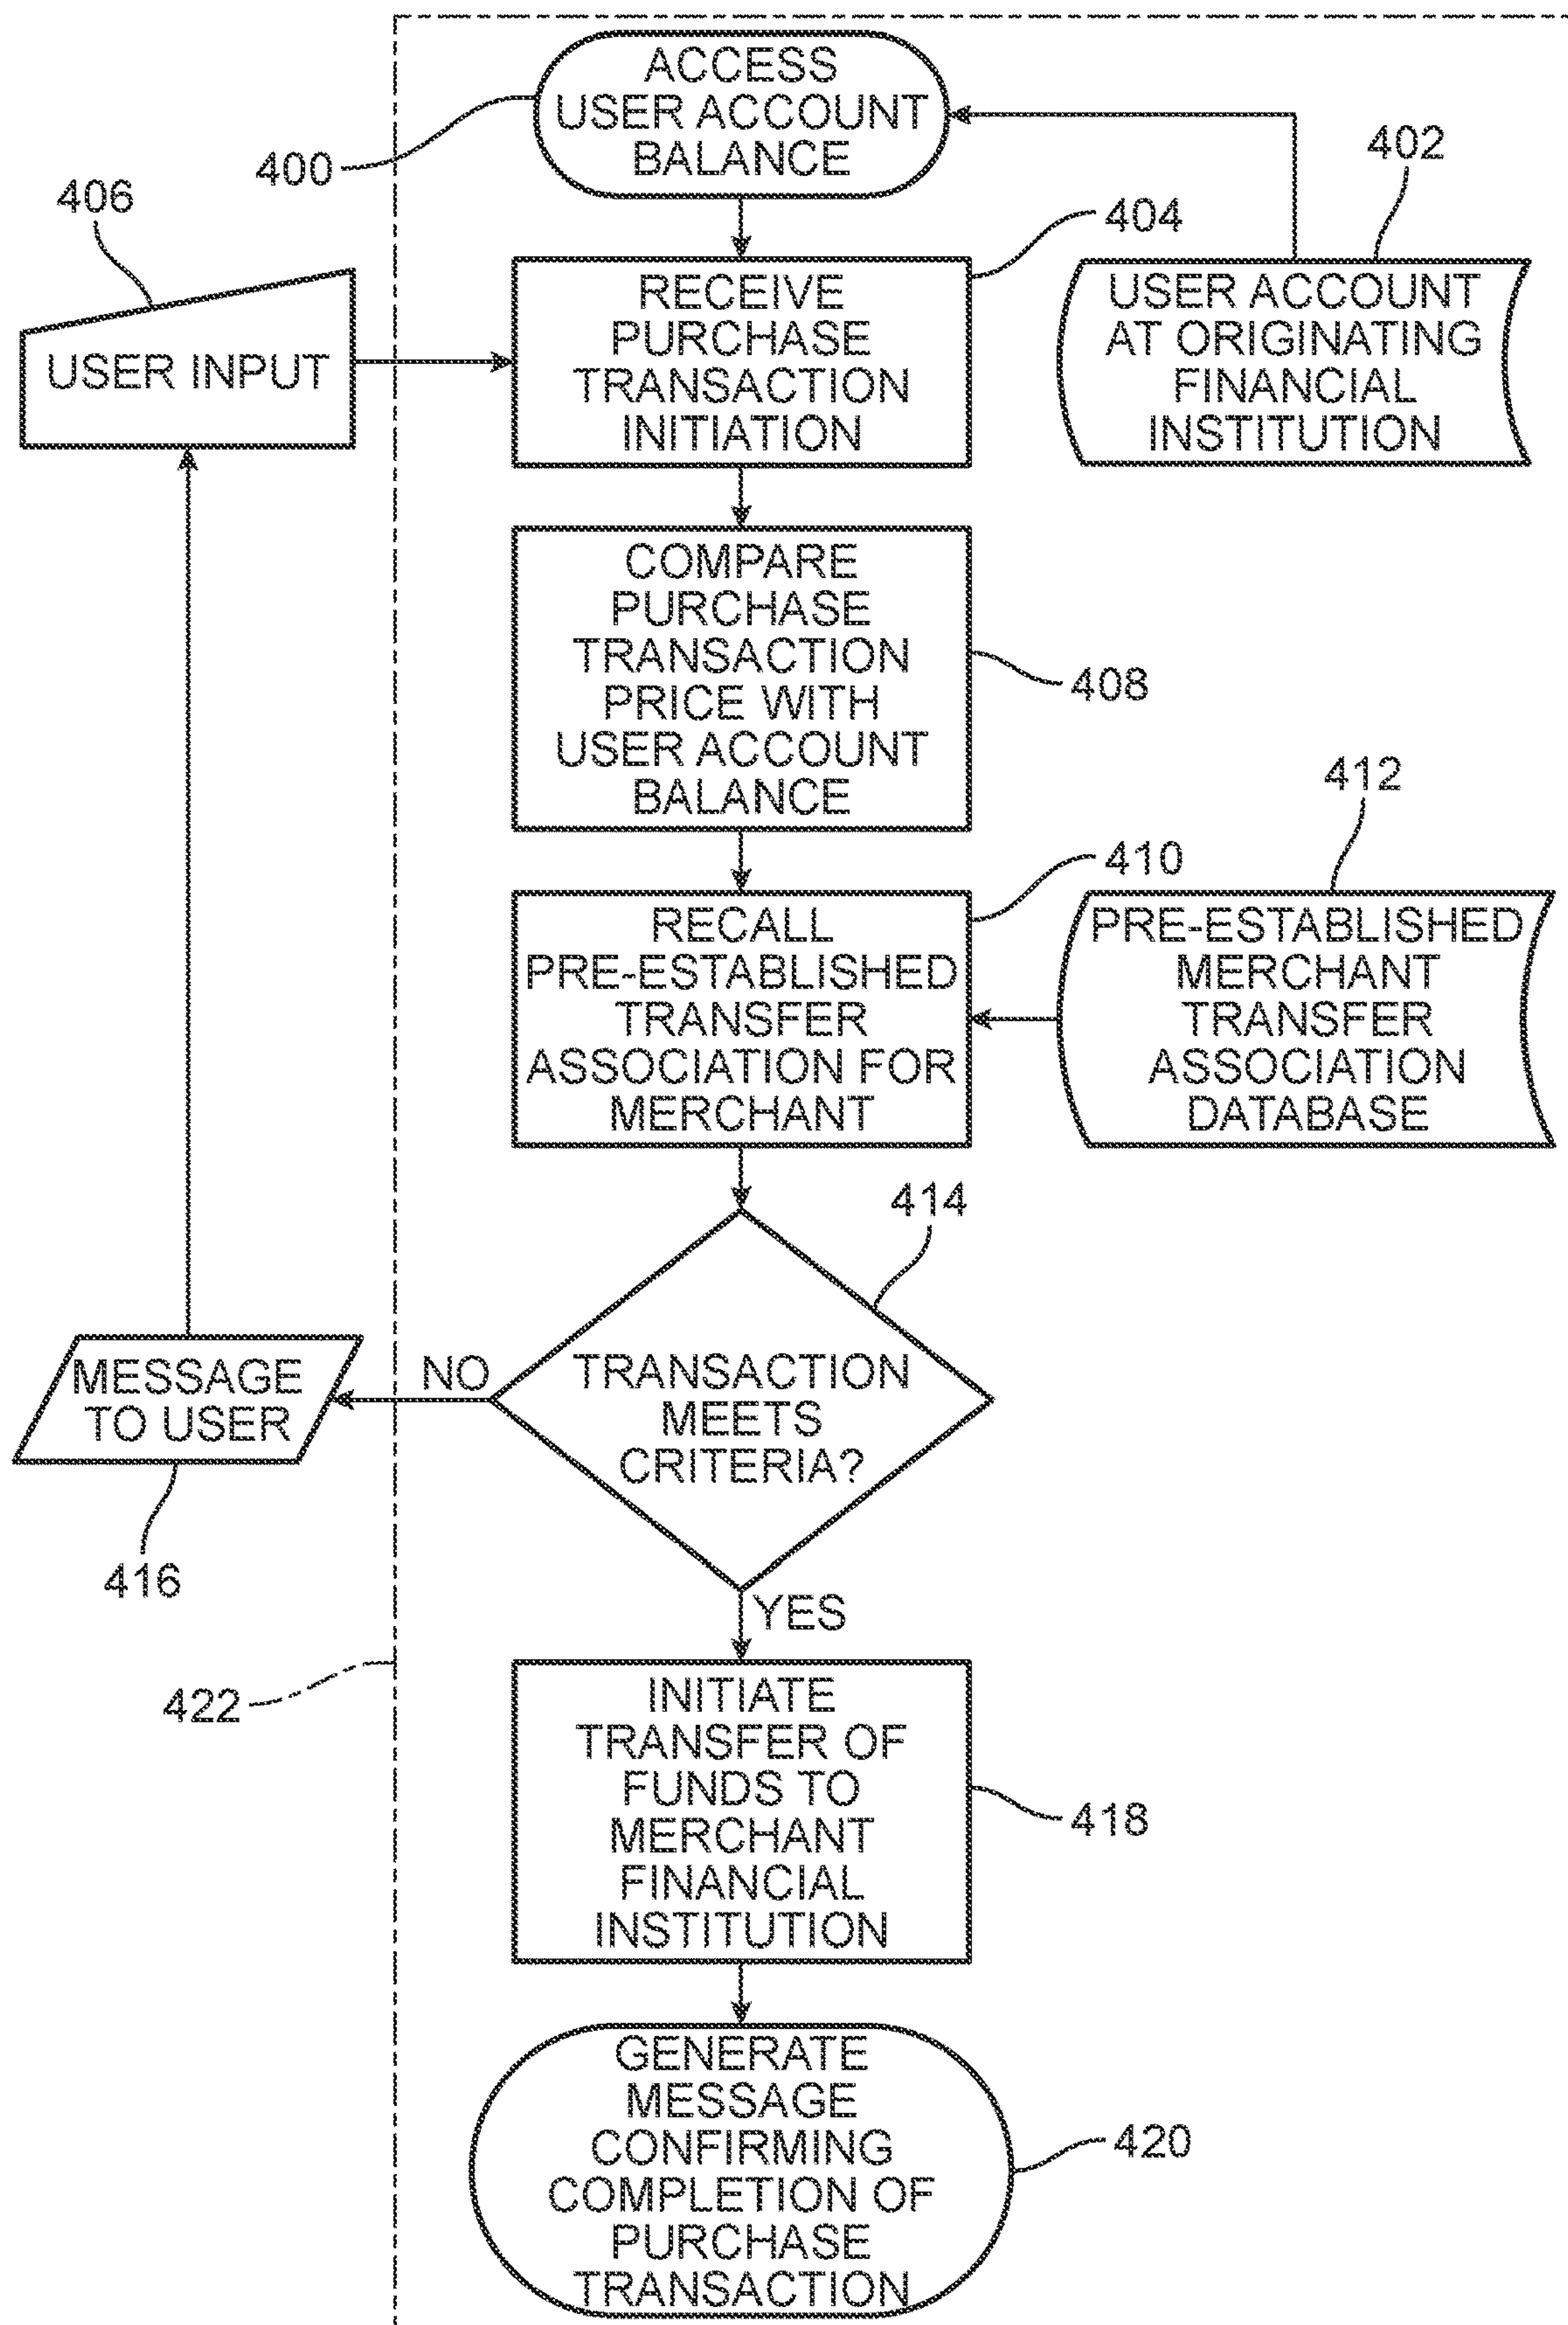 ACCESS
USER ACCOUNT
BALANCE
400
402
406
404
USER INPUT
RECEIVE
PURCHASE
TRANSACTION
INITIATION
USER ACCOUNT
AT ORIGINATING
FINANCIAL
INSTITUTION
COMPARE
PURCHASE
TRANSACTION
PRICE WITH
USER ACCOUNT
BALANCE
408
412
410
RECALL
PRE-ESTABLISHED
TRANSFER
ASSOCIATION FOR
MERCHANT
PRE-ESTABLISHED
MERCHANT
TRANSFER
ASSOCIATION
DATABASE
414
TRANSACTION
MEETS
CRITERIA?
NO
MESSAGE
TO USER
416
YES
422
INITIATE
TRANSFER OF
FUNDS TO
MERCHANT
FINANCIAL
INSTITUTION
418
GENERATE
MESSAGE
CONFIRMING
COMPLETION OF
PURCHASE
TRANSACTION
420